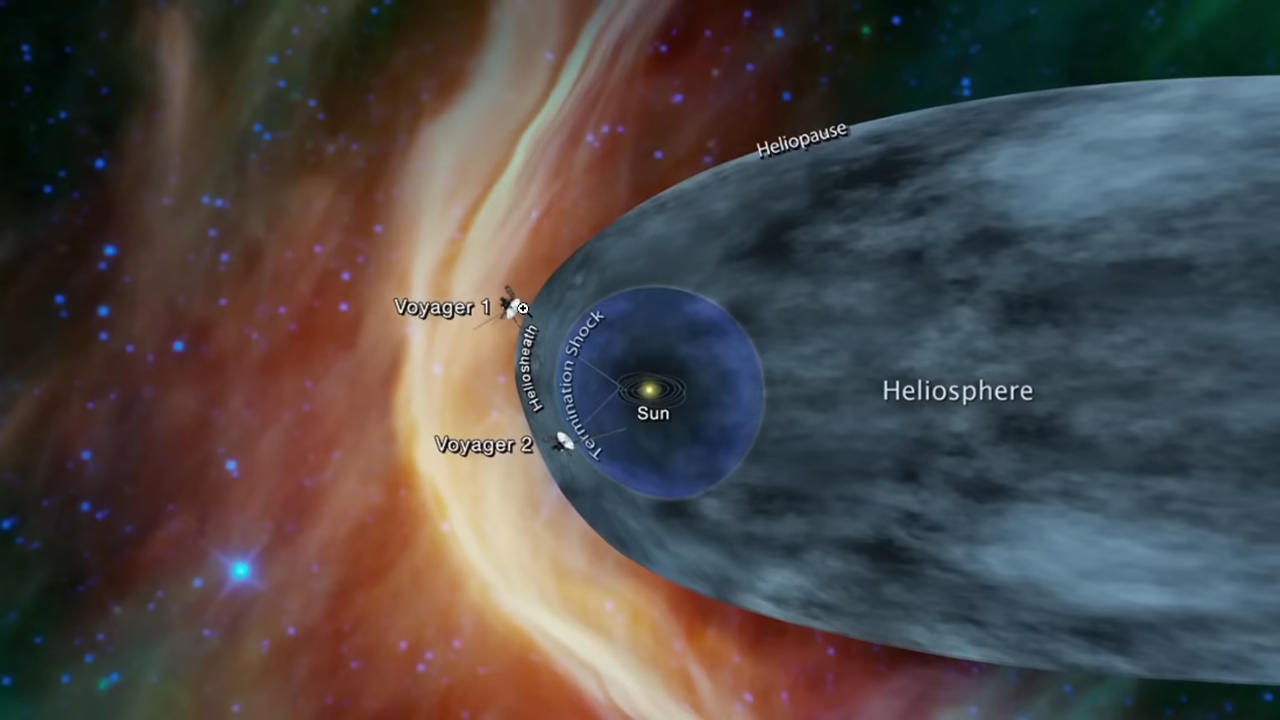 Heliopause
Voyager 1
Heliosheath
Termination Shock
Heliosphere
Sun
Voyager 2